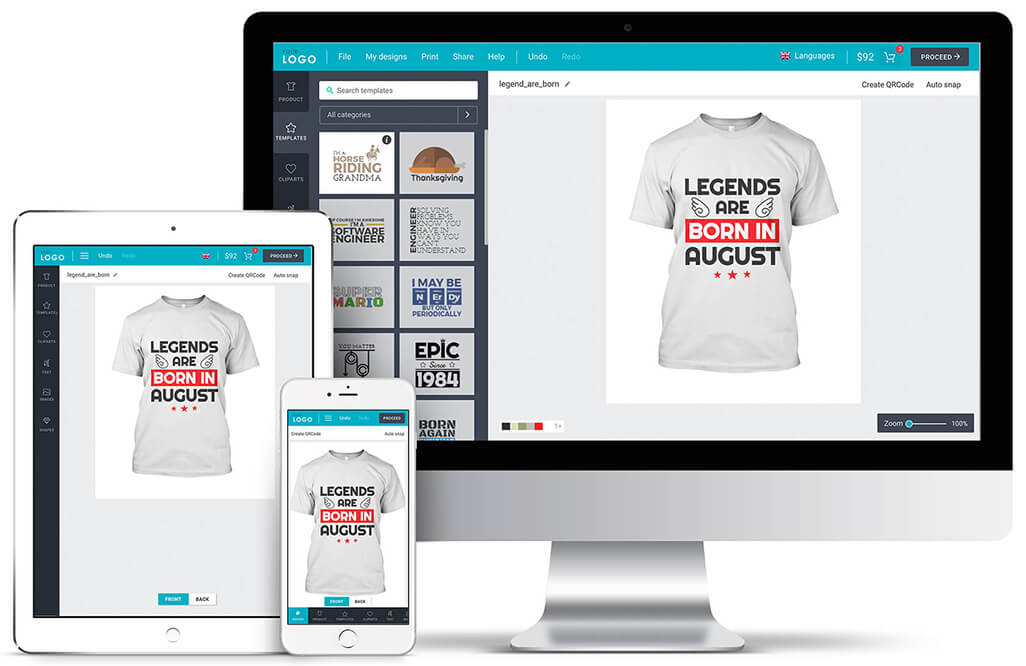 YOUR
LOGO
File
My designs
Print
Share
Help
Undo
Redo
Languages
$92
3
PROCEED
PRODUCT
TEMPLATES
CLIPARTS
Search templates
All categories
I'M A
HORSE
RIDING
GRANDMA
i
Thanksgiving
OF COURSE I'M AWESOME
I'M A
SOFTWARE
ENGINEER
ENGINEER
SOLVING
PROBLEMS
KNOW YOU
HAVE IN
WAYS YOU
CAN'T
UNDERSTAND
SUPER
MARIO
I MAY BE
N ErDy
BUT ONLY
PERIODICALLY
YOU MATTER
EPIC
Since
1984
BORN
AGAIN
legend_are_born
Create QRCode
Auto snap
LEGENDS
ARE
BORN IN
AUGUST
Zoom
100%
LOGO
Undo
Redo
$92
PROCEED
legend_are_born
Create QRCode
Auto snap
PRODUCT
TEMPLATES
CLIPARTS
TEXT
IMAGES
SHAPES
LEGENDS
ARE
BORN IN
AUGUST
FRONT
BACK
LOGO
Undo
Redo
PROCEED
Create QRCode
Auto snap
LEGENDS
ARE
BORN IN
AUGUST
FRONT
BACK
PRODUCT
TEMPLATES
CLIPARTS
TEXT